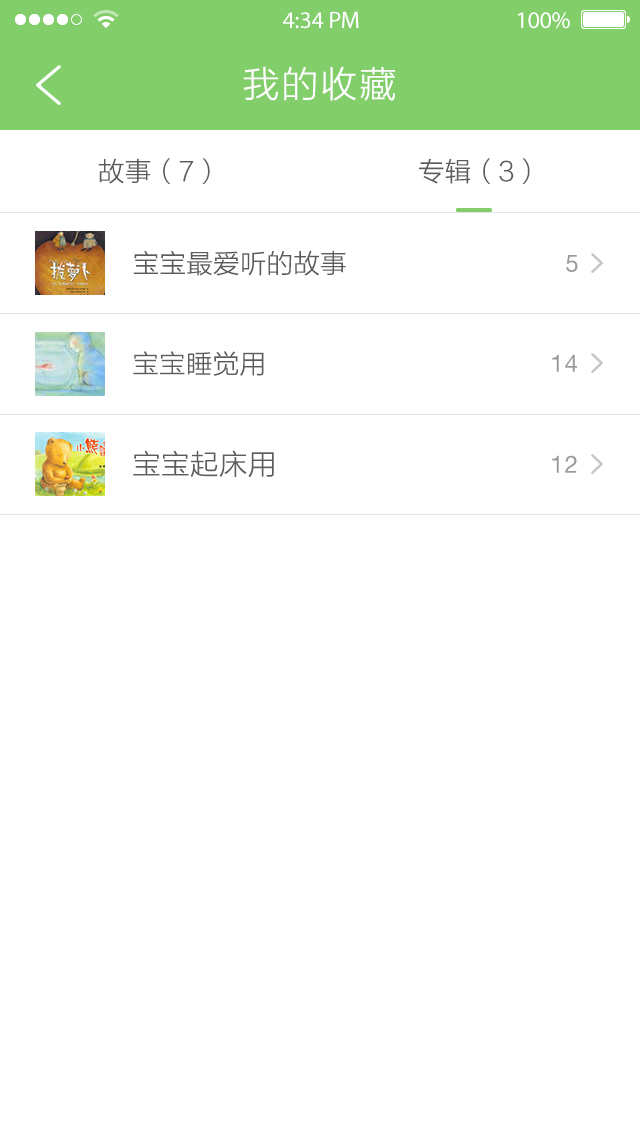 4:34 PM 100%
我的收藏
故事（7） 专辑（3）
拔萝卜
宝宝最爱听的故事 5
宝宝睡觉用 14
小熊
宝宝起床用 12